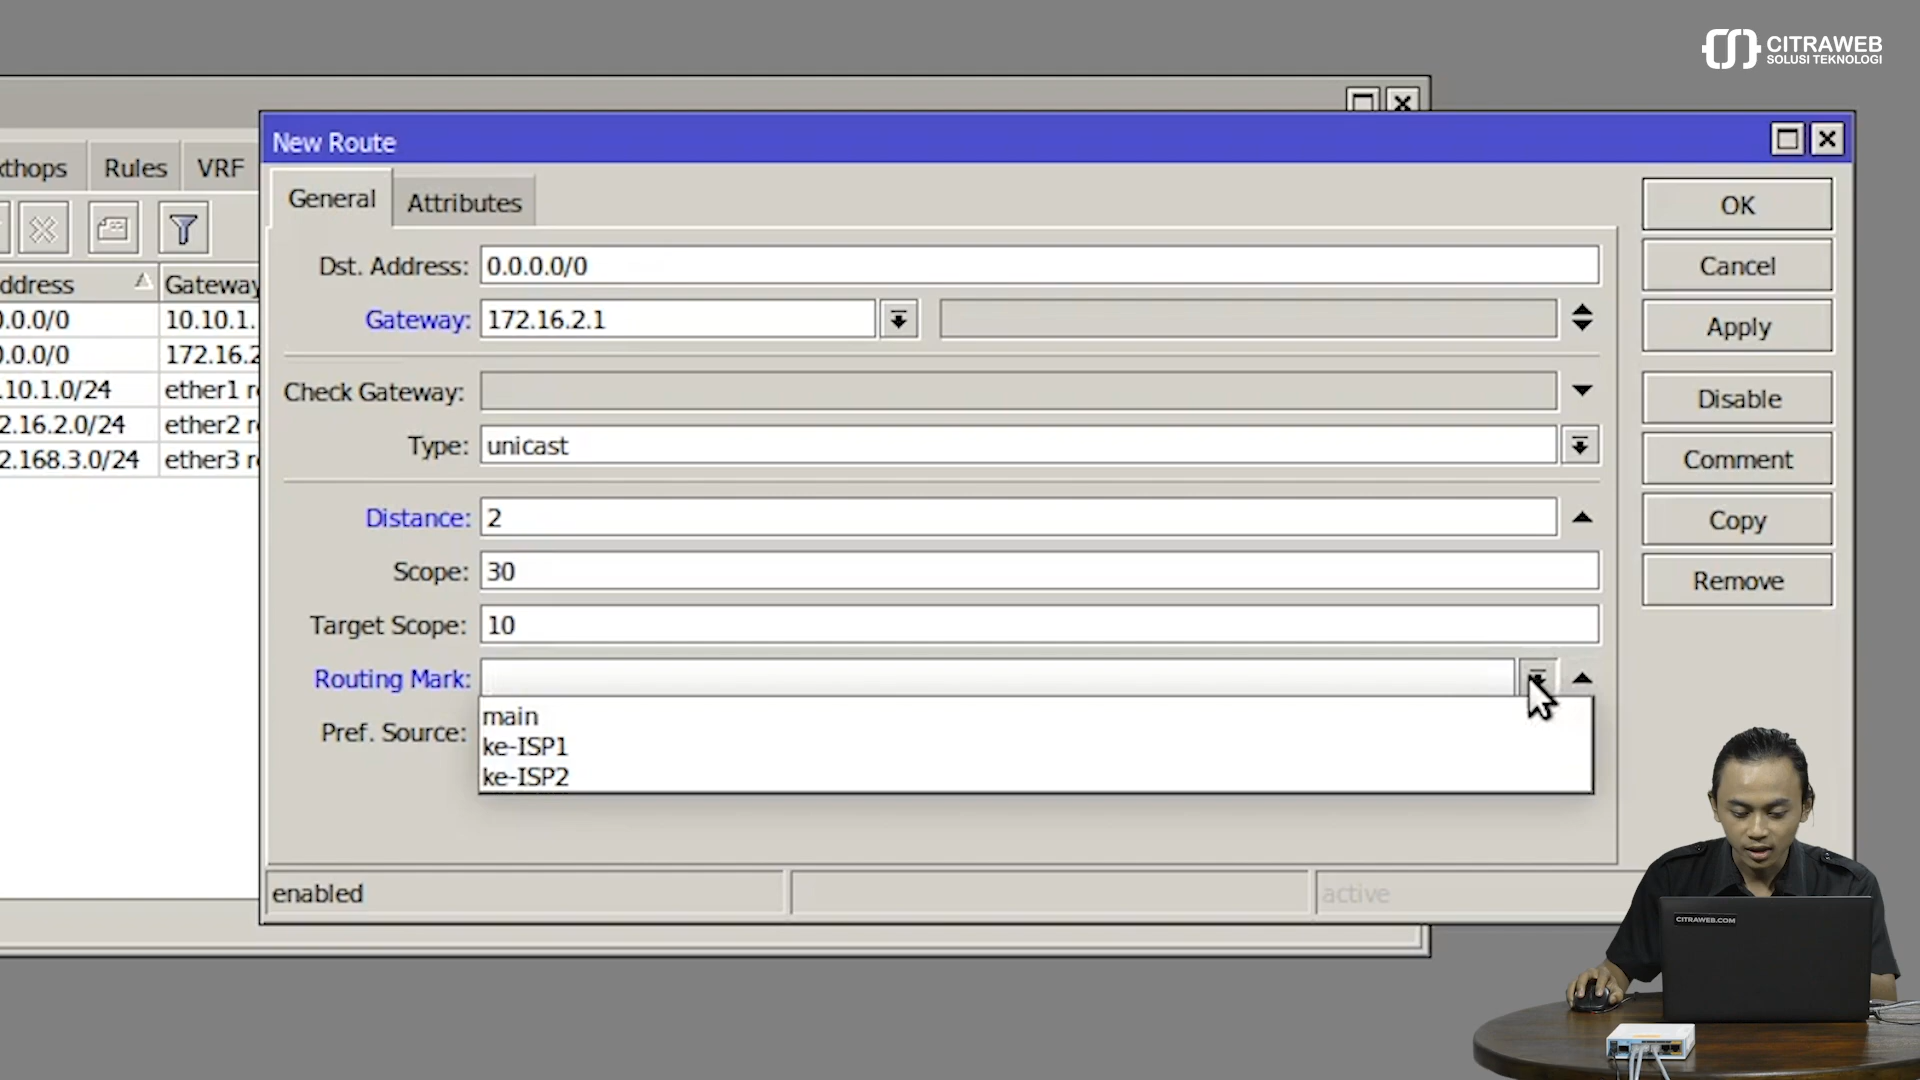 CITRAWEB
SOLUSI TEKNOLOGI
New Route
thops
Rules
VRF
General
Attributes
OK
Dst. Address:
0.0.0.0/0
Cancel
ddress
Gateway
Gateway:
172.16.2.1
Apply
0.0.0/0
10.10.1.
0.0.0/0
172.16.2
.10.1.0/24
ether1 r
Check Gateway:
Disable
2.16.2.0/24
ether2 r
Type:
unicast
Comment
2.168.3.0/24
ether3 r
Distance:
2
Copy
Scope:
30
Remove
Target Scope:
10
Routing Mark:
main
Pref. Source:
ke-ISP1
ke-ISP2
enabled
active
CITRAWEB.COM